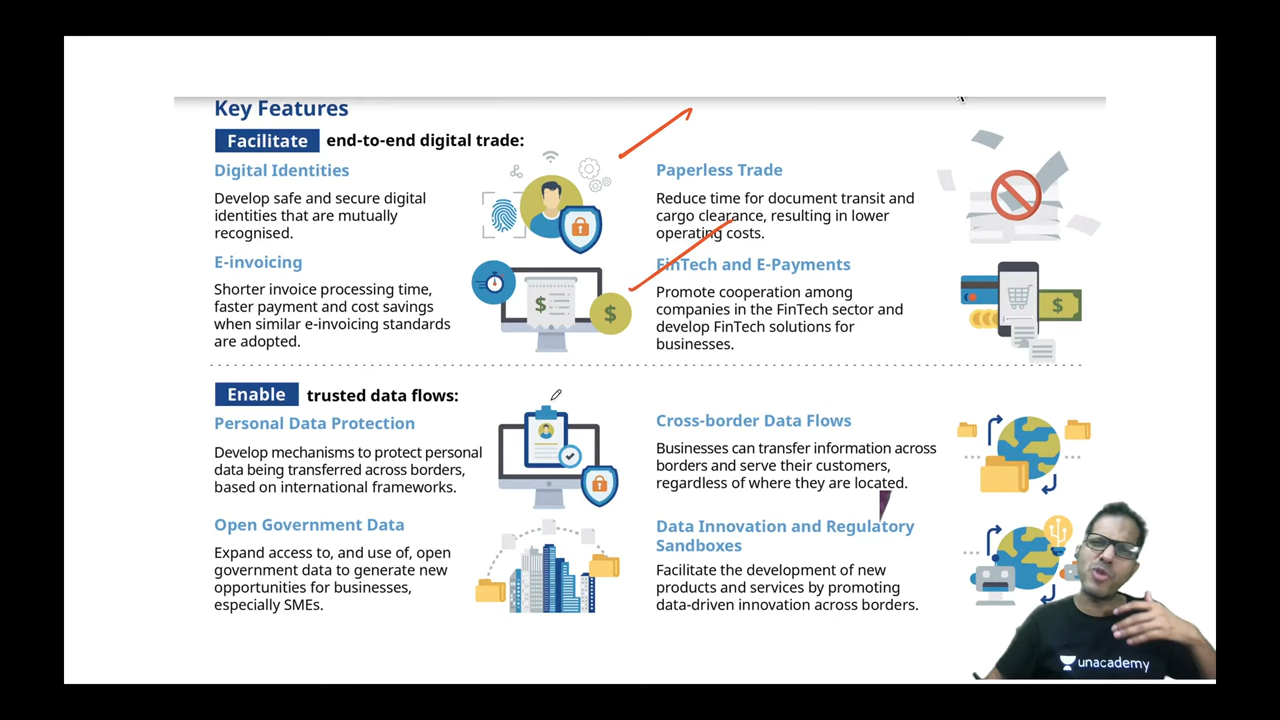 Key Features
Facilitate end-to-end digital trade:
Digital Identities
Develop safe and secure digital
identities that are mutually
recognised.
Paperless Trade
Reduce time for document transit and
cargo clearance, resulting in lower
operating costs.
E-invoicing
Shorter invoice processing time,
faster payment and cost savings
when similar e-invoicing standards
are adopted.
FinTech and E-Payments
Promote cooperation among
companies in the FinTech sector and
develop FinTech solutions for
businesses.
Enable trusted data flows:
Personal Data Protection
Develop mechanisms to protect personal
data being transferred across borders,
based on international frameworks.
Cross-border Data Flows
Businesses can transfer information across
borders and serve their customers,
regardless of where they are located.
Open Government Data
Expand access to, and use of, open
government data to generate new
opportunities for businesses,
especially SMEs.
Data Innovation and Regulatory
Sandboxes
Facilitate the development of new
products and services by promoting
data-driven innovation across borders.
unacademy